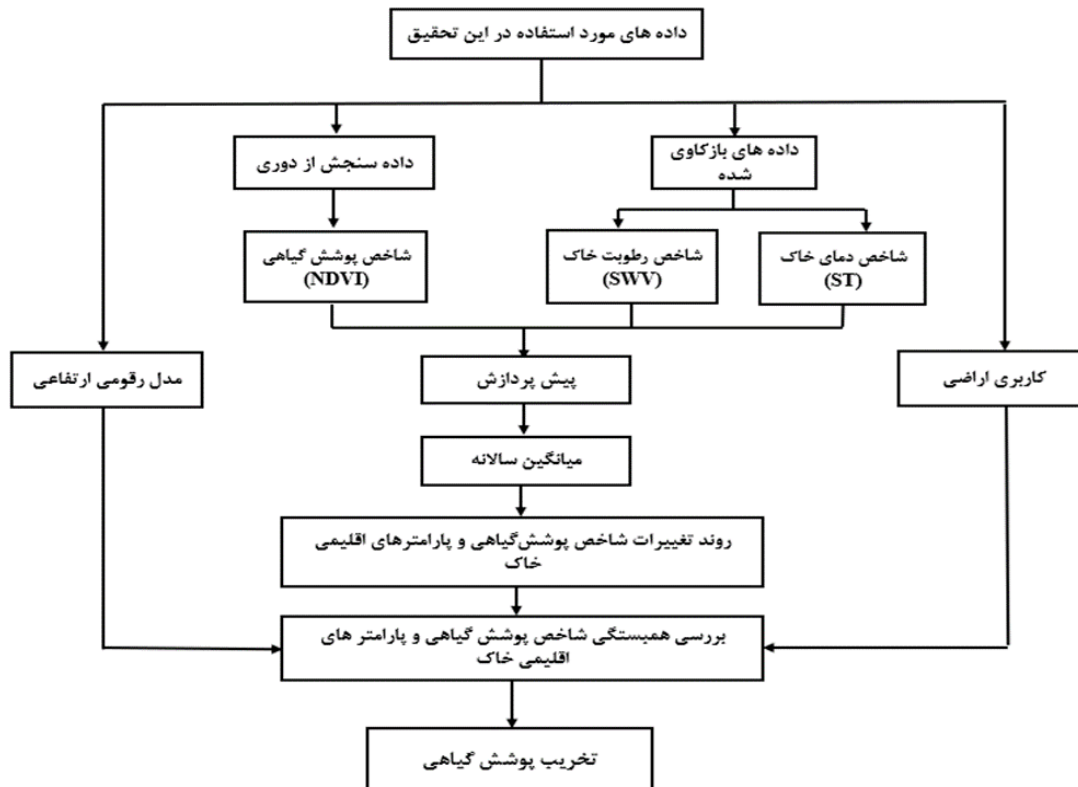 داده های مورد استفاده در این تحقیق
داده های بازکاوی
شده
داده سنجش از دوری
شاخص دمای خاک
(ST)
شاخص رطوبت خاک
(SWV)
شاخص پوشش گیاهی
(NDVI)
کاربری اراضی
پیش پردازش
مدل رقومی ارتفاعی
میانگین سالانه
روند تغییرات شاخص پوشش‌گیاهی و پارامترهای اقلیمی
خاک
بررسی همبستگی شاخص پوشش گیاهی و پارامتر های
اقلیمی خاک
تخریب پوشش گیاهی